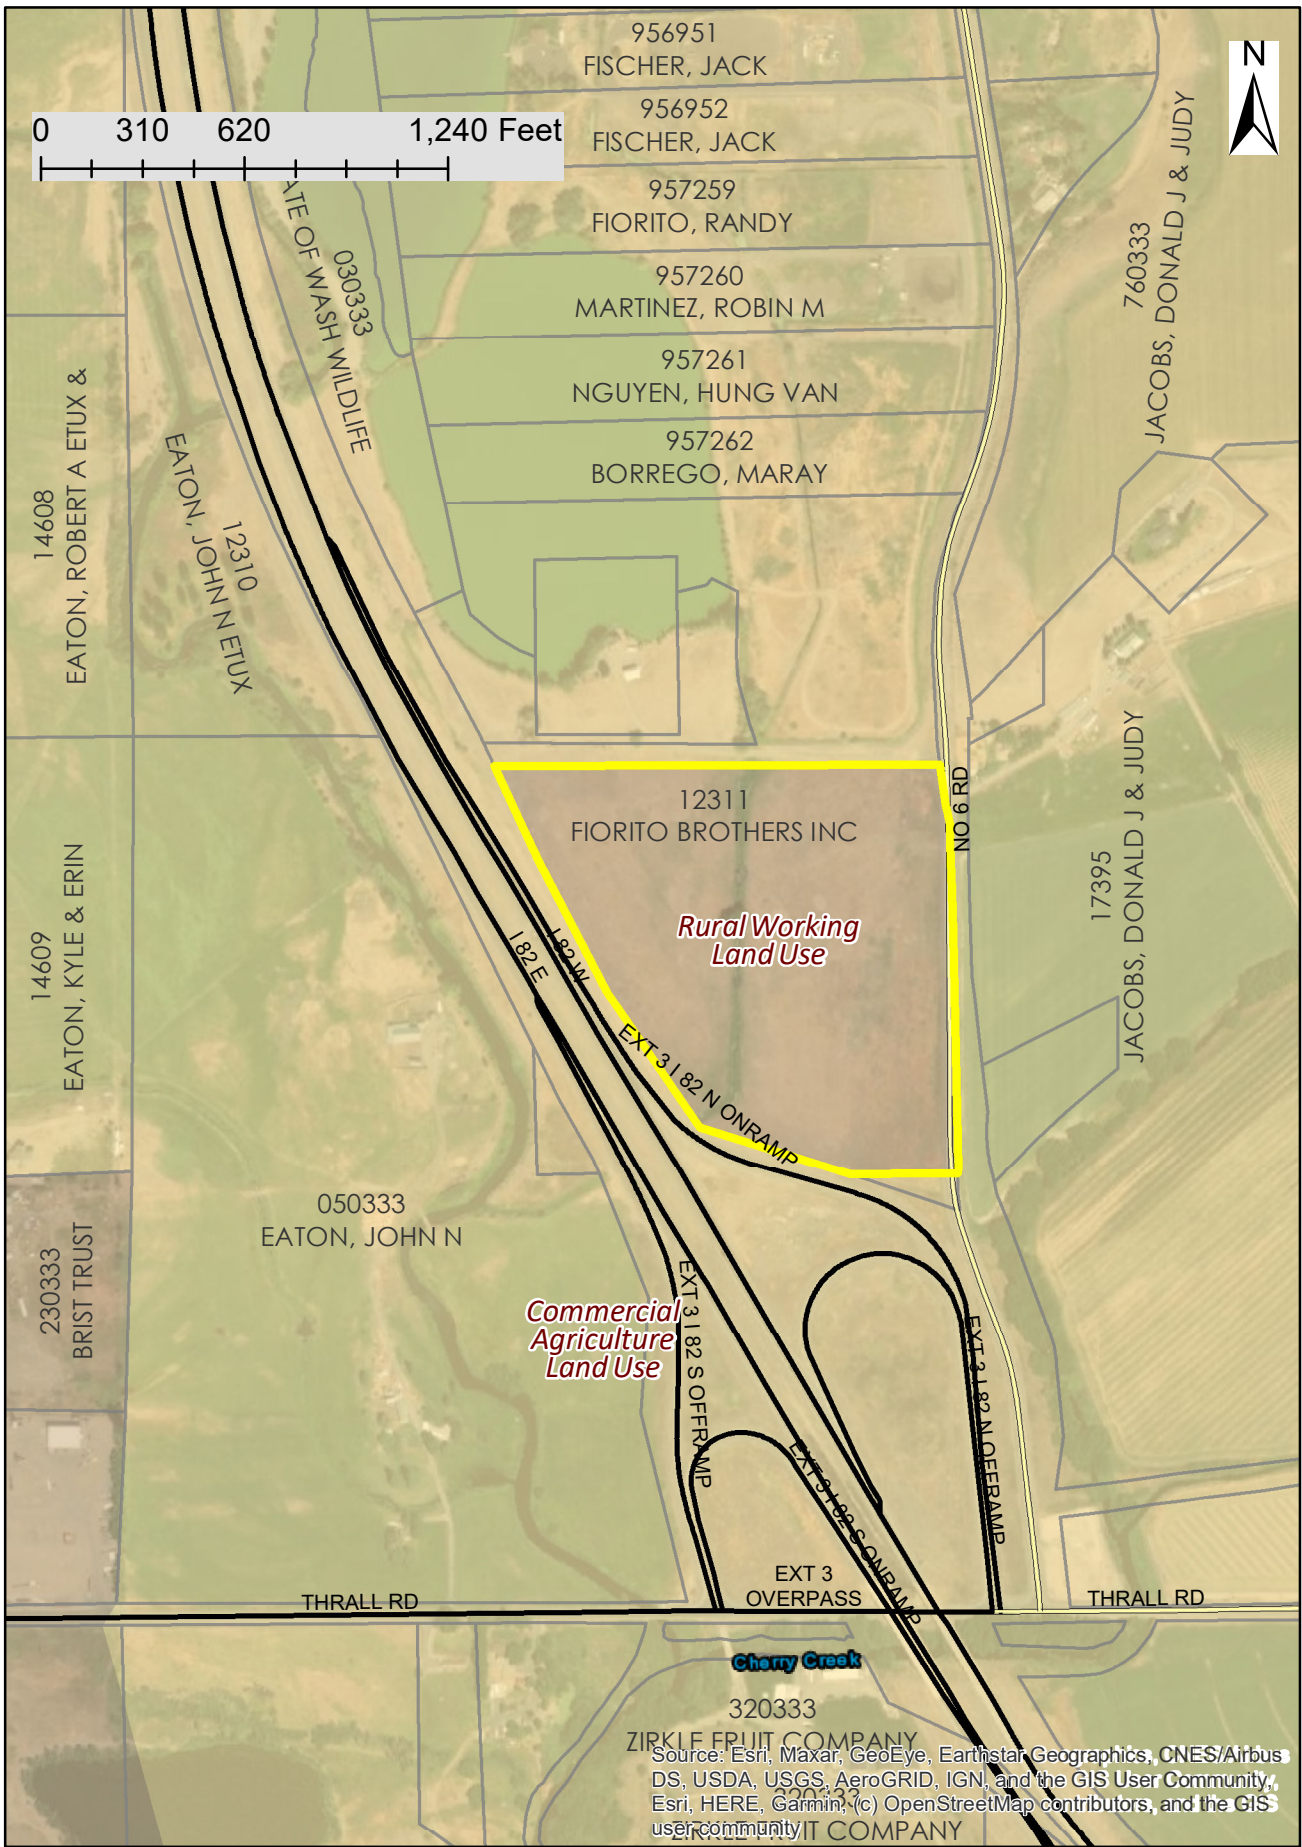 956951
FISCHER, JACK
N
0 310 620 1,240 Feet
956952
FISCHER, JACK
957259
FIORITO, RANDY
957260
MARTINEZ, ROBIN M
957261
NGUYEN, HUNG VAN
957262
BORREGO, MARAY
030333
ATE OF WASH WILDLIFE
760333
JACOBS, DONALD J & JUDY
14608
EATON, ROBERT A ETUX &
12310
EATON, JOHN N ETUX
12311
FIORITO BROTHERS INC
NO 6 RD
Rural Working
Land Use
17395
JACOBS, DONALD J & JUDY
14609
EATON, KYLE & ERIN
I 82 E
I 82 W
EXT 3 I 82 N ONRAMP
050333
EATON, JOHN N
230333
BRIST TRUST
Commercial
Agriculture
Land Use
EXT 3 I 82 S OFFRAMP
EXT 3 I 82 N OFFRAMP
EXT 3 I 82 S ONRAMP
EXT 3
OVERPASS
THRALL RD
THRALL RD
Cherry Creek
320333
ZIRKLE FRUIT COMPANY
Source: Esri, Maxar, GeoEye, Earthstar Geographics, CNES/Airbus
DS, USDA, USGS, AeroGRID, IGN, and the GIS User Community,
Esri, HERE, Garmin, (c) OpenStreetMap contributors, and the GIS
user community
ZIRKLE FRUIT COMPANY